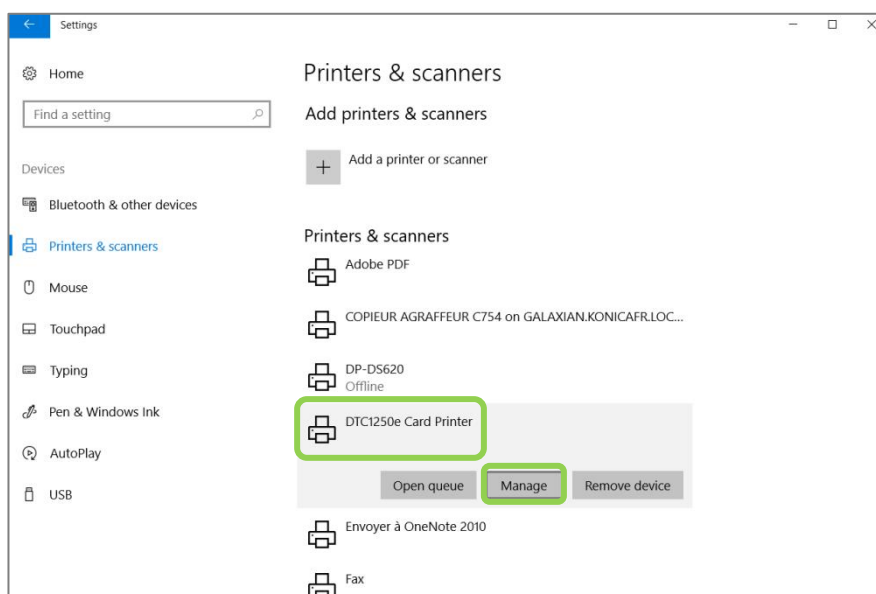 Settings
Home
Find a setting
Devices
Bluetooth & other devices
Printers & scanners
Mouse
Touchpad
Typing
Pen & Windows Ink
AutoPlay
USB
Printers & scanners
Add printers & scanners
Add a printer or scanner
Printers & scanners
Adobe PDF
COPIEUR AGRAFFEUR C754 on GALAXIAN.KONICAFR.LOC...
DP-DS620
Offline
DTC1250e Card Printer
Open queue Manage Remove device
Envoyer à OneNote 2010
Fax